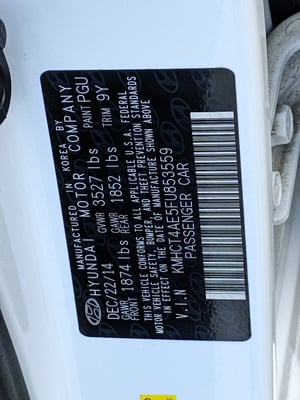 MANUFACTURED IN KOREA BY
HYUNDAI MOTOR COMPANY
DEC/22/14 GVWR 3527 lbs PAINT PGU
GAWR FRONT 1874 lbs GAWR REAR 1852 lbs TRIM 9Y
THIS VEHICLE CONFORMS TO ALL APPLICABLE U.S.A. FEDERAL
MOTOR VEHICLE SAFETY, BUMPER, AND THEFT PREVENTION STANDARDS
IN EFFECT ON THE DATE OF MANUFACTURE SHOWN ABOVE
KMHCT4AE5FU853559
V.I.N PASSENGER CAR